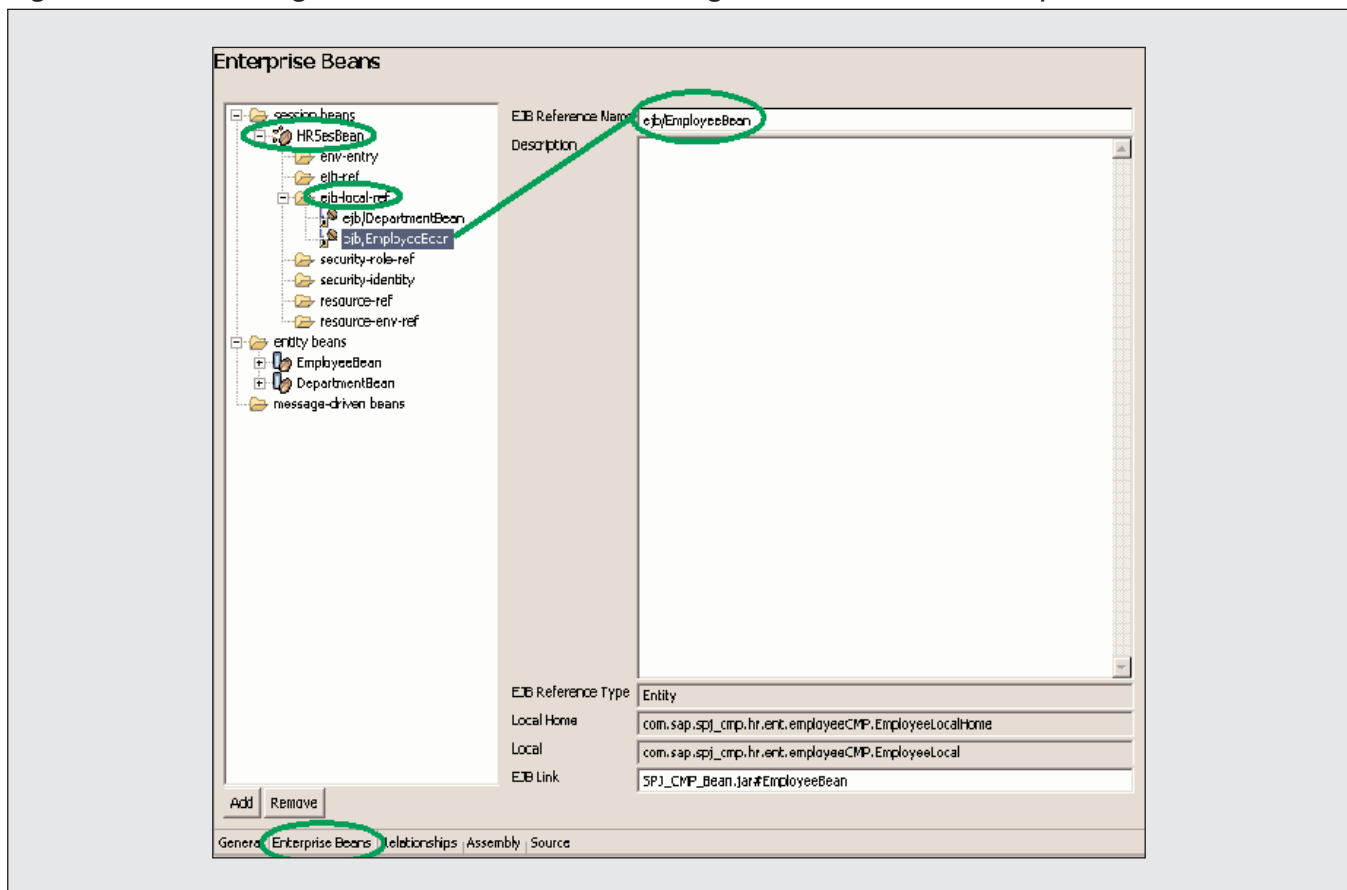 Enterprise Beans
session beans
HRSesBean
env-entry
ejb-ref
ejb-local-ref
ejb/DepartmentBean
ejb/EmployeeBean
security-role-ref
security-identity
resource-ref
resource-env-ref
entity beans
EmployeeBean
DepartmentBean
message-driven beans
Add Remove
EJB Reference Name ejb/EmployeeBean
Description
EJB Reference Type Entity
Local Home com.sap.spj_cmp.hr.ent.employeeCMP.EmployeeLocalHome
Local com.sap.spj_cmp.hr.ent.employeeCMP.EmployeeLocal
EJB Link SPJ_CMP_Bean.jar#EmployeeBean
General Enterprise Beans Relationships Assembly Source